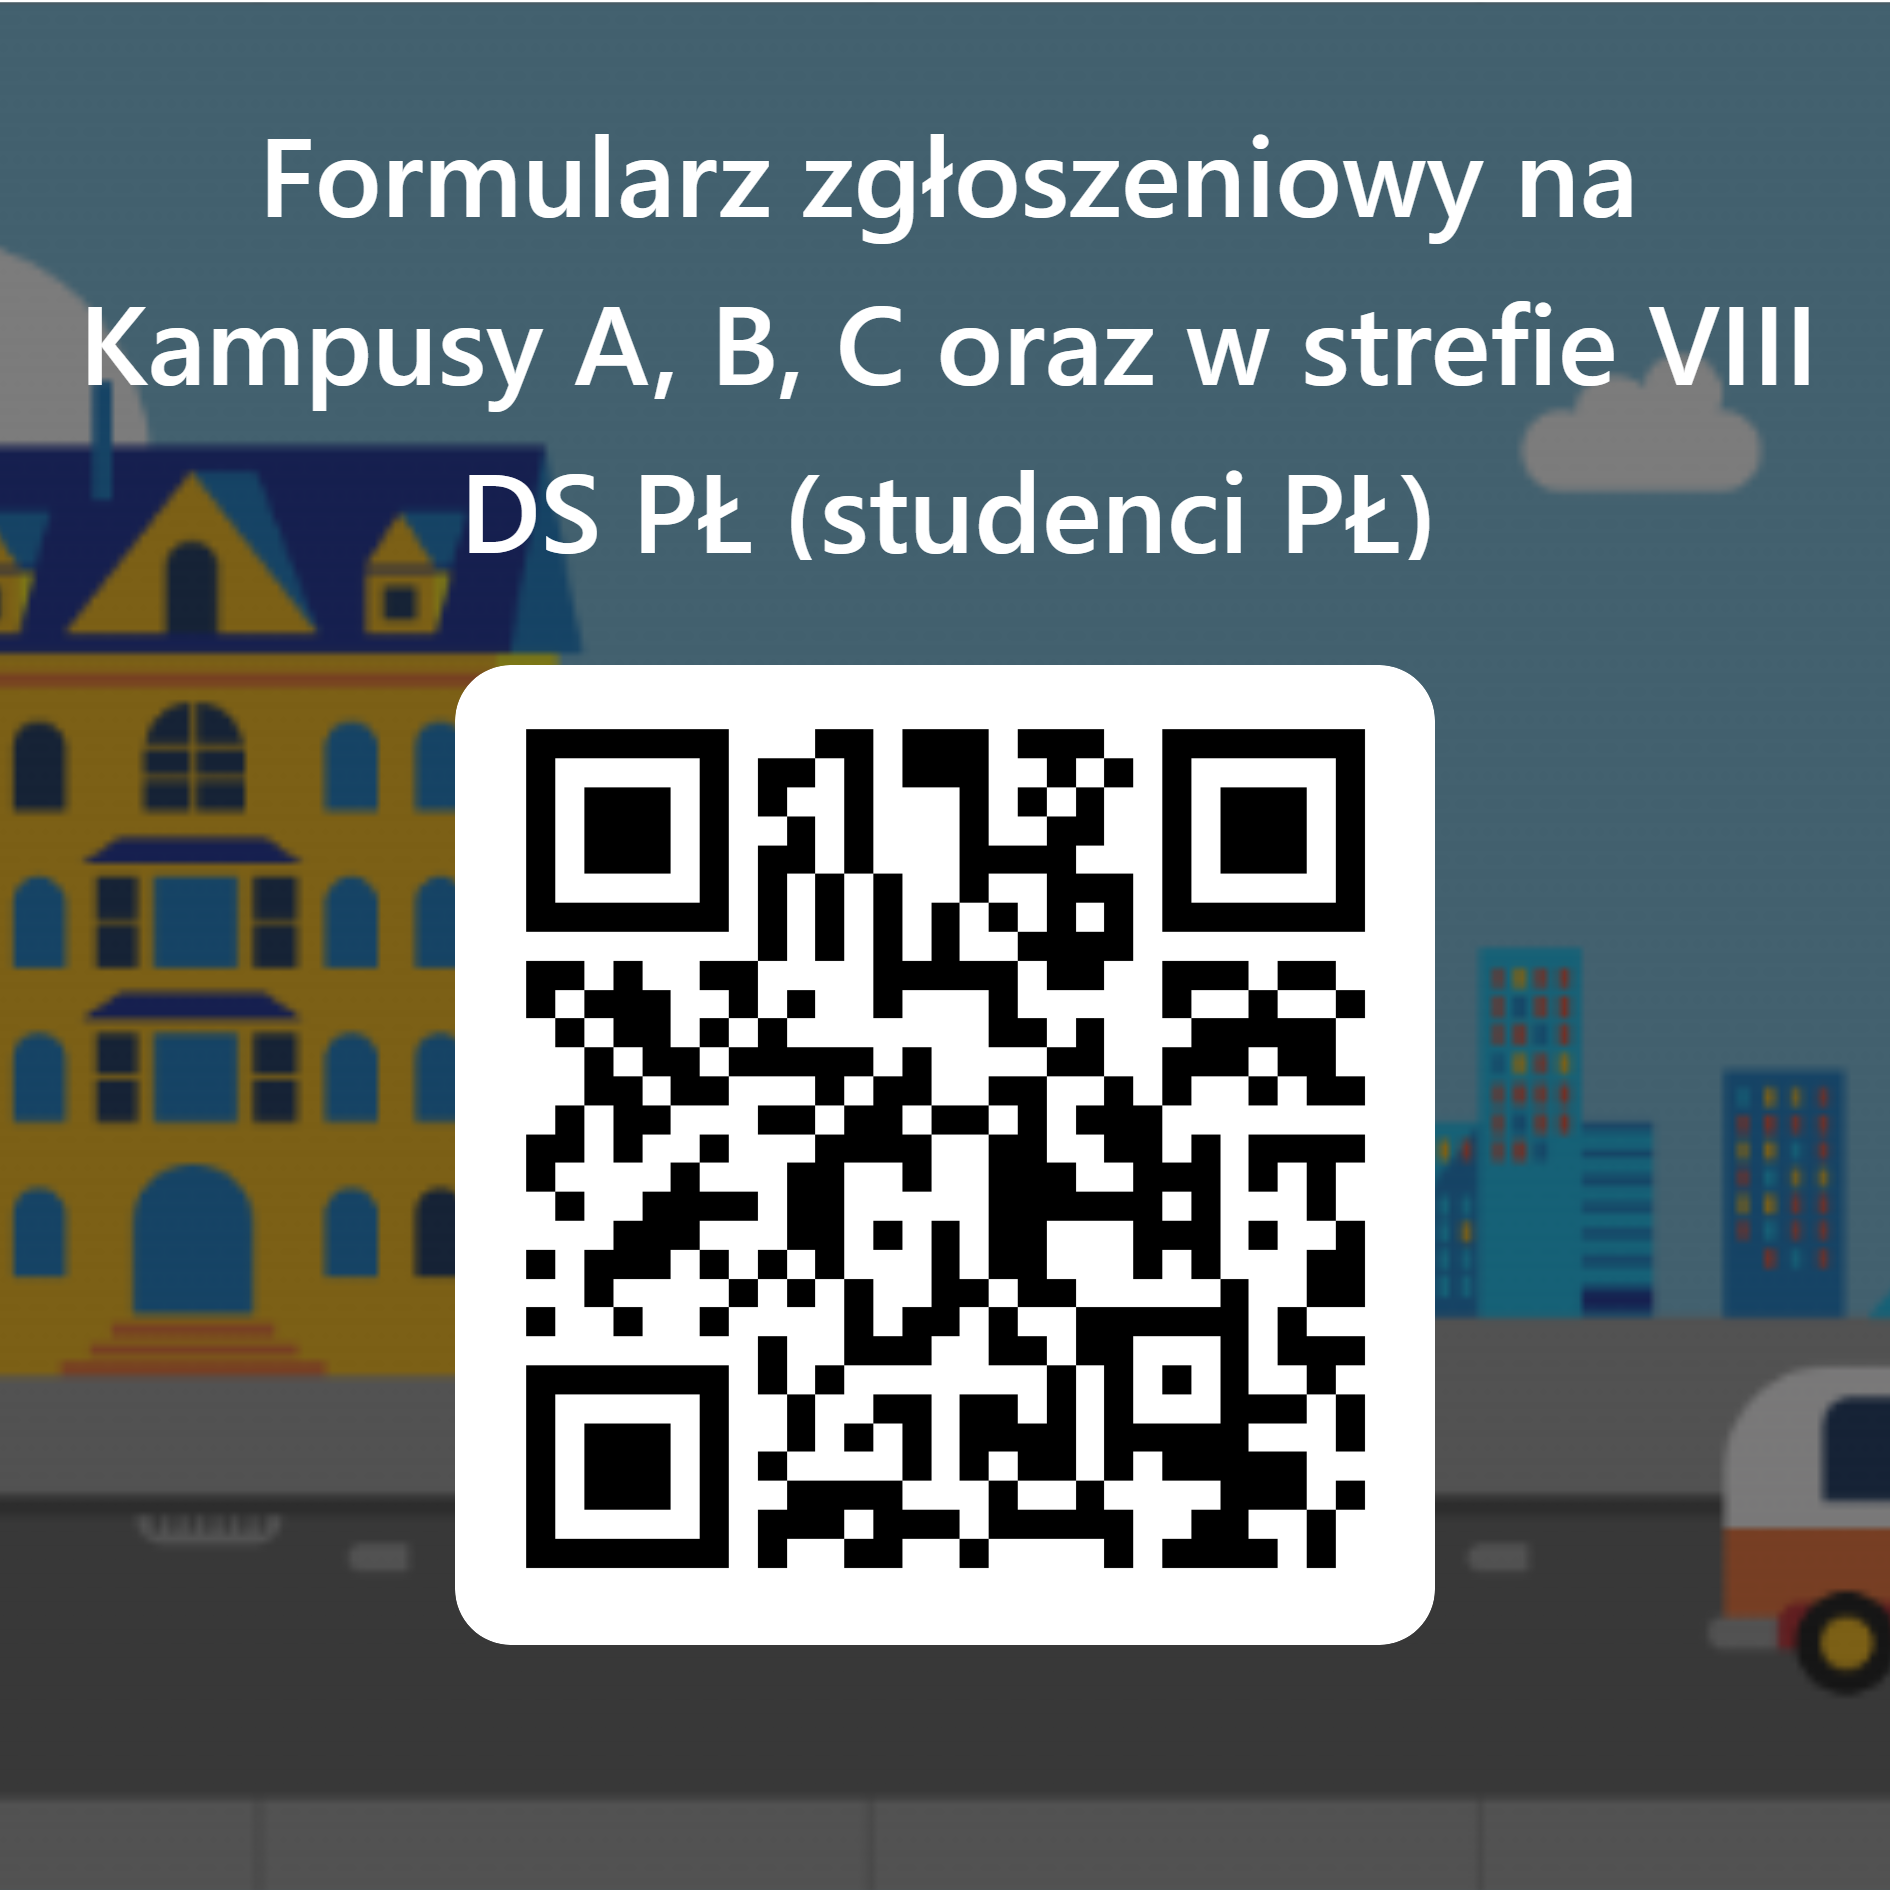 Formularz zgłoszeniowy na
Kampusy A, B, C oraz w strefie VIII
DS PŁ (studenci PŁ)